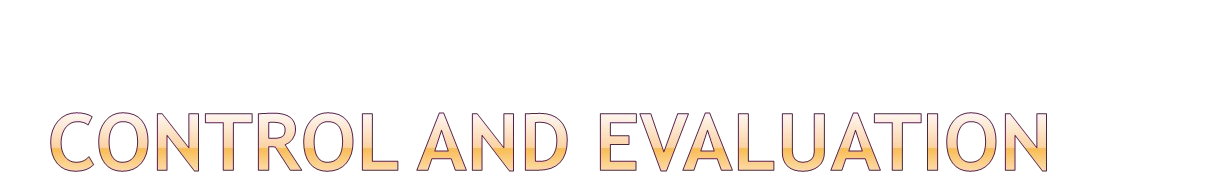 CONTROL AND EVALUATION